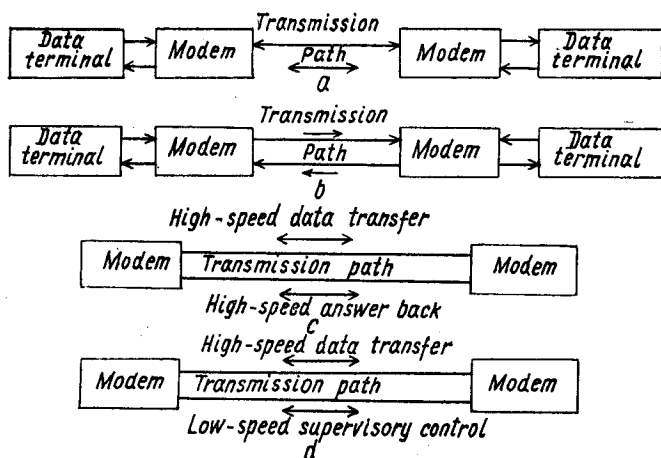 Transmission
Data terminal
Modem
Path
Modem
Data terminal
a
Transmission
Data terminal
Modem
Path
Modem
Data terminal
b
High-speed data transfer
Modem
Transmission path
Modem
High-speed answer back
c
High-speed data transfer
Modem
Transmission path
Modem
Low-speed supervisory control
d